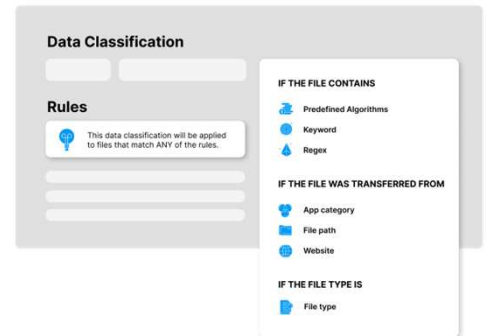 Data Classification
Rules
This data classification will be applied
to files that match ANY of the rules.
IF THE FILE CONTAINS
Predefined Algorithms
Keyword
Regex
IF THE FILE WAS TRANSFERRED FROM
App category
File path
Website
IF THE FILE TYPE IS
File type